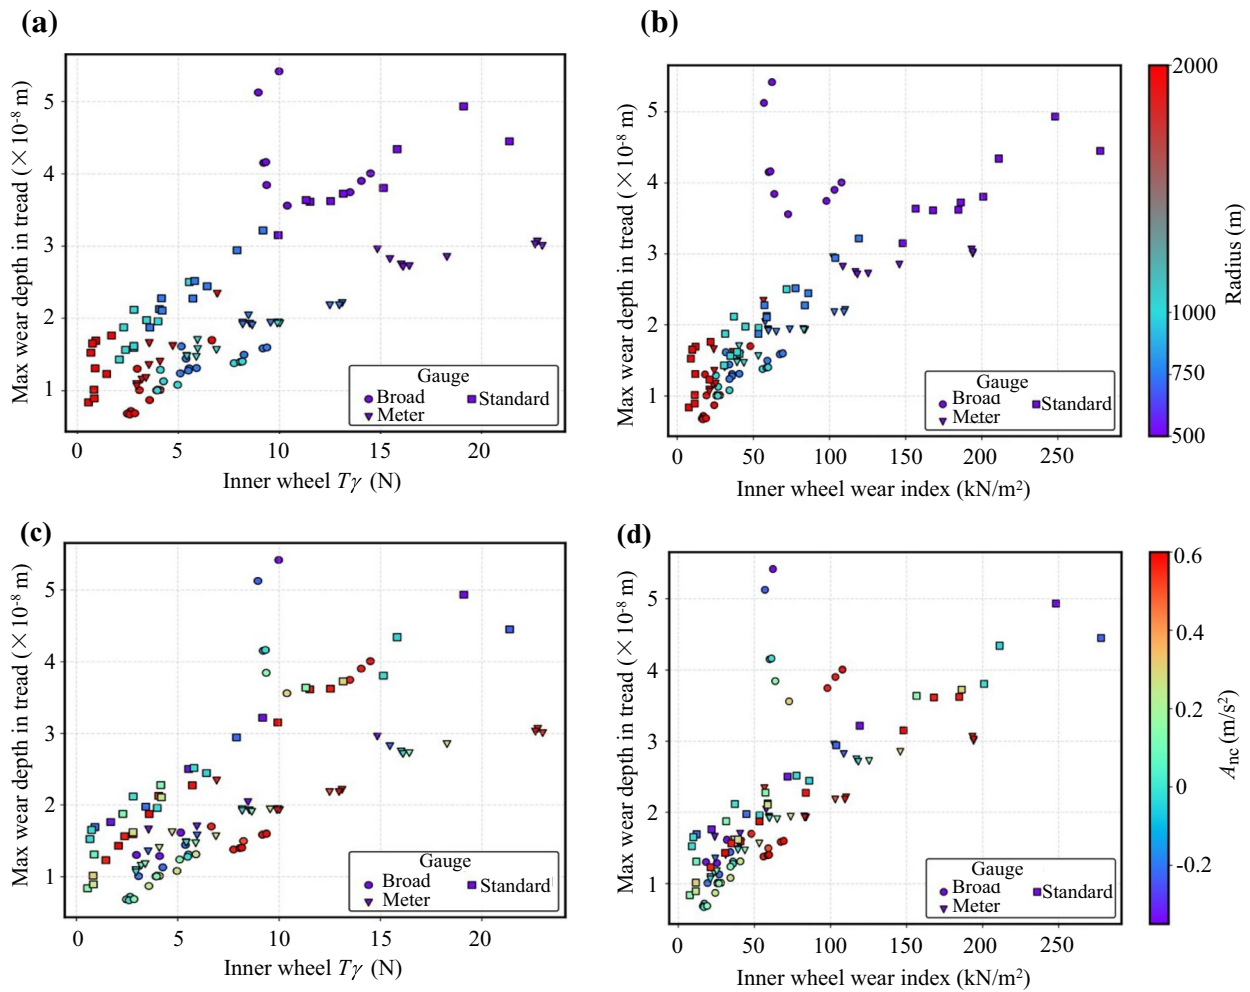 (a)
Max wear depth in tread (×10⁻⁸ m)
5
4
3
2
1
0
5
10
15
20
Inner wheel Tγ (N)
Gauge
Broad
Standard
Meter
(b)
Max wear depth in tread (×10⁻⁸ m)
5
4
3
2
1
0
50
100
150
200
250
Inner wheel wear index (kN/m²)
Gauge
Broad
Standard
Meter
2000
1000
750
500
Radius (m)
(c)
Max wear depth in tread (×10⁻⁸ m)
5
4
3
2
1
0
5
10
15
20
Inner wheel Tγ (N)
Gauge
Broad
Standard
Meter
(d)
Max wear depth in tread (×10⁻⁸ m)
5
4
3
2
1
0
50
100
150
200
250
Inner wheel wear index (kN/m²)
Gauge
Broad
Standard
Meter
0.6
0.4
0.2
0
-0.2
Anc (m/s²)